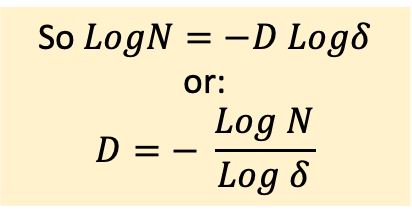 So LogN = −D Logδ
or:
D = − Log N / Log δ